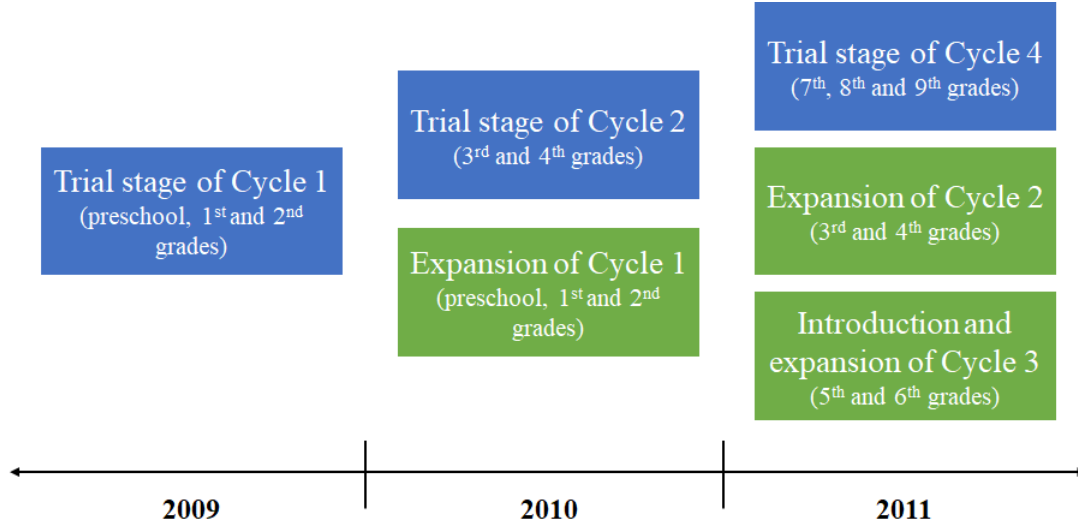 Trial stage of Cycle 1
(preschool, 1st and 2nd
grades)
Trial stage of Cycle 2
(3rd and 4th grades)
Expansion of Cycle 1
(preschool, 1st and 2nd
grades)
Trial stage of Cycle 4
(7th, 8th and 9th grades)
Expansion of Cycle 2
(3rd and 4th grades)
Introduction and
expansion of Cycle 3
(5th and 6th grades)
2009
2010
2011